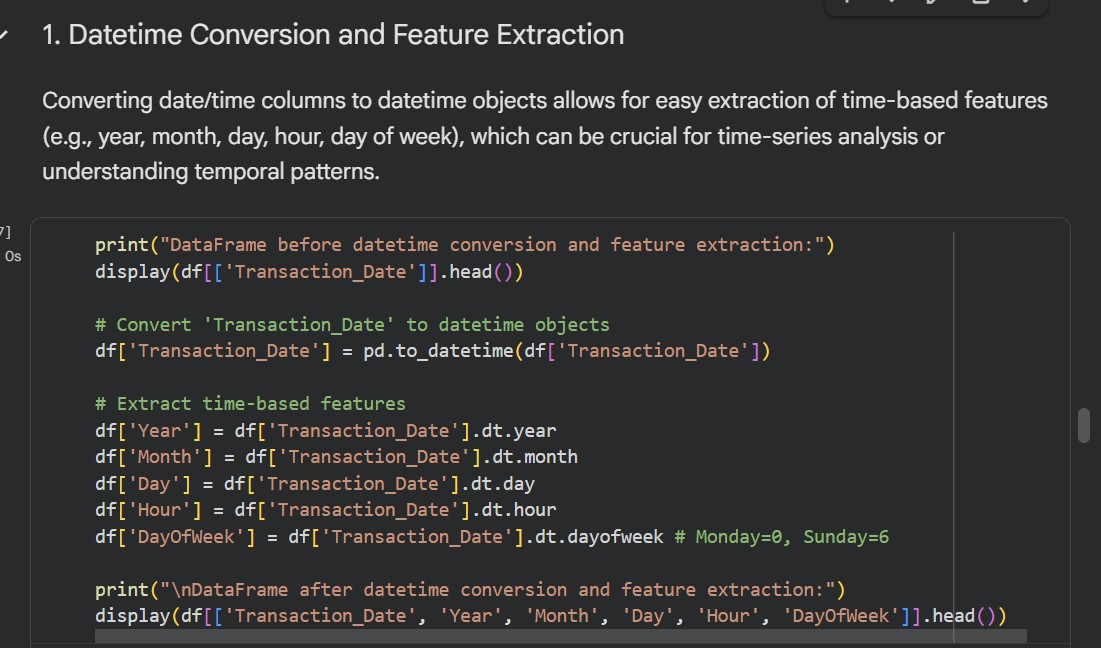 1. Datetime Conversion and Feature Extraction
Converting date/time columns to datetime objects allows for easy extraction of time-based features
(e.g., year, month, day, hour, day of week), which can be crucial for time-series analysis or
understanding temporal patterns.
7]
0s
print("DataFrame before datetime conversion and feature extraction:")
display(df[['Transaction_Date']].head())
# Convert 'Transaction_Date' to datetime objects
df['Transaction_Date'] = pd.to_datetime(df['Transaction_Date'])
# Extract time-based features
df['Year'] = df['Transaction_Date'].dt.year
df['Month'] = df['Transaction_Date'].dt.month
df['Day'] = df['Transaction_Date'].dt.day
df['Hour'] = df['Transaction_Date'].dt.hour
df['DayOfWeek'] = df['Transaction_Date'].dt.dayofweek # Monday=0, Sunday=6
print("\nDataFrame after datetime conversion and feature extraction:")
display(df[['Transaction_Date', 'Year', 'Month', 'Day', 'Hour', 'DayOfWeek']].head())